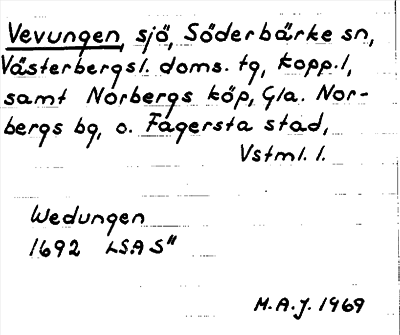 Vevungen, sjö, Söderbärke sn,
Västerbergsl. doms. tg, Kopp.l,
samt Norbergs köp, Gla. Nor-
bergs bg, o. Fagersta stad,
Vstml. l.
Wedungen
1692 LSA S"
M.A.J. 1969